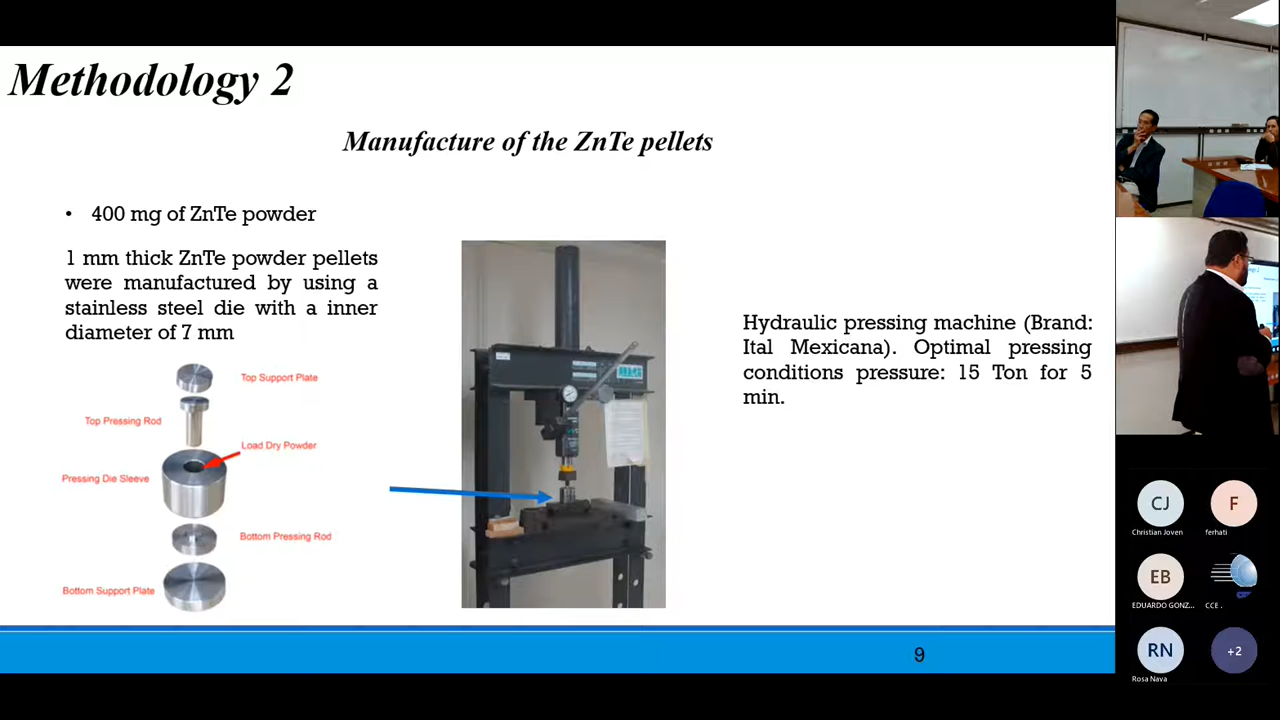 Methodology 2
Manufacture of the ZnTe pellets
• 400 mg of ZnTe powder
1 mm thick ZnTe powder pellets
were manufactured by using a
stainless steel die with a inner
diameter of 7 mm
Top Support Plate
Top Pressing Rod
Load Dry Powder
Pressing Die Sleeve
Bottom Pressing Rod
Bottom Support Plate
Hydraulic pressing machine (Brand:
Ital Mexicana). Optimal pressing
conditions pressure: 15 Ton for 5
min.
9
CJ
Christian Joven
F
ferhati
EB
EDUARDO GONZ...
CCE .
RN
Rosa Nava
+2